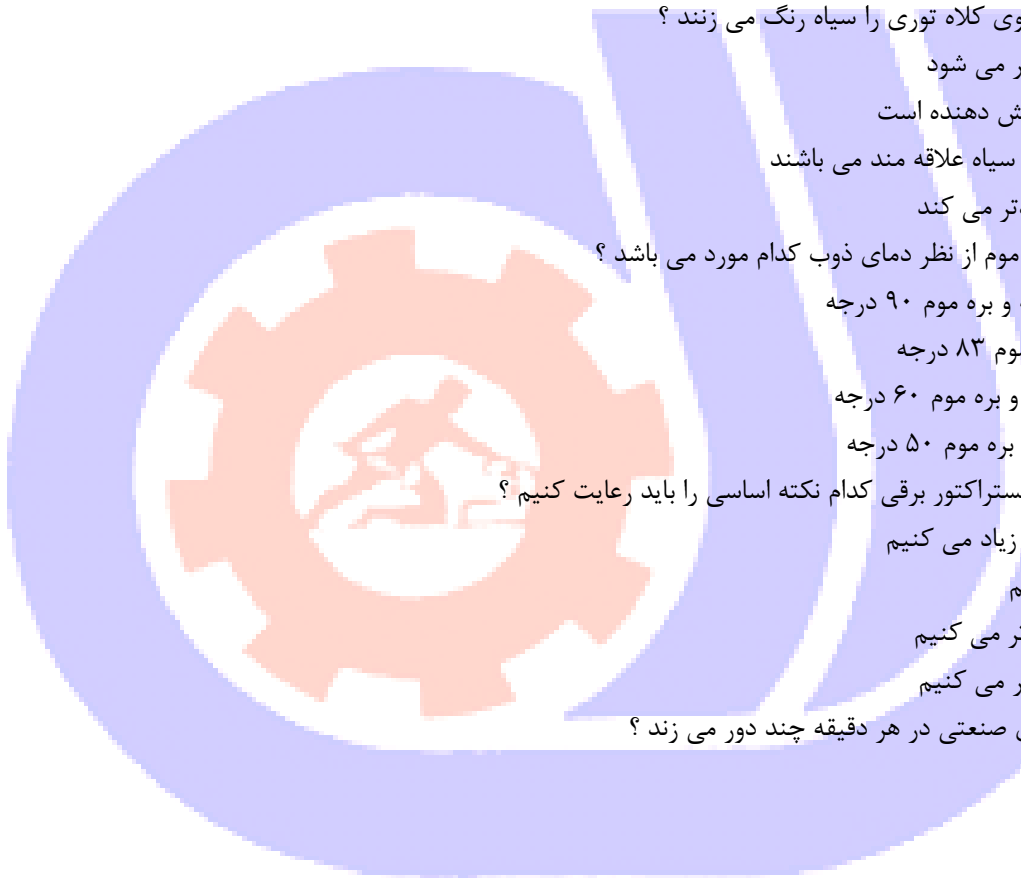 وی کلاه توری را سیاه رنگ می زنند ؟
ر می شود
ش دهنده است
سیاه علاقه مند می باشند
تر می کند
موم از نظر دمای ذوب کدام مورد می باشد ؟
و بره موم ۹۰ درجه
وم ۸۳ درجه
و بره موم ۶۰ درجه
بره موم ۵۰ درجه
ستراکتور برقی کدام نکته اساسی را باید رعایت کنیم ؟
زیاد می کنیم
م
تر می کنیم
ر می کنیم
صنعتی در هر دقیقه چند دور می زند ؟